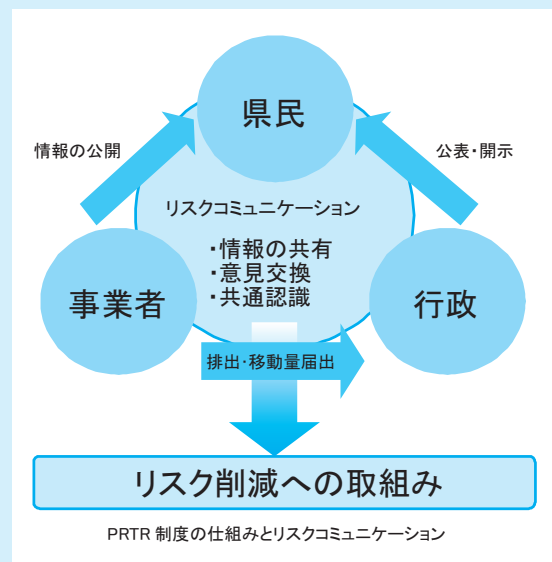 県民
情報の公開
公表・開示
リスクコミュニケーション
・情報の共有
・意見交換
・共通認識
事業者
行政
排出・移動量届出
リスク削減への取組み
PRTR 制度の仕組みとリスクコミュニケーション